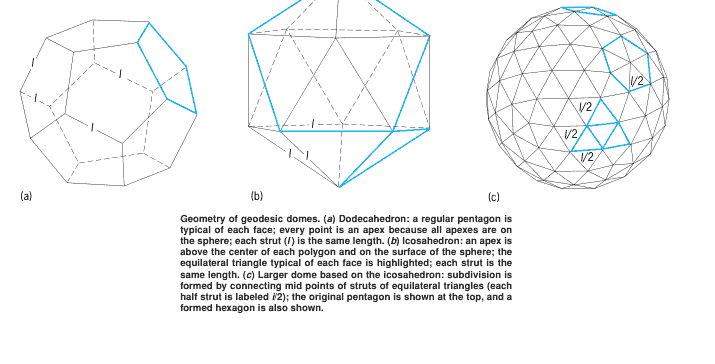 l
l
l
l
(a)
l
l
l
(b)
l/2
l/2
l/2
l/2
(c)
Geometry of geodesic domes. (a) Dodecahedron: a regular pentagon is
typical of each face; every point is an apex because all apexes are on
the sphere; each strut (l) is the same length. (b) Icosahedron: an apex is
above the center of each polygon and on the surface of the sphere; the
equilateral triangle typical of each face is highlighted; each strut is the
same length. (c) Larger dome based on the icosahedron: subdivision is
formed by connecting mid points of struts of equilateral triangles (each
half strut is labeled l/2); the original pentagon is shown at the top, and a
formed hexagon is also shown.